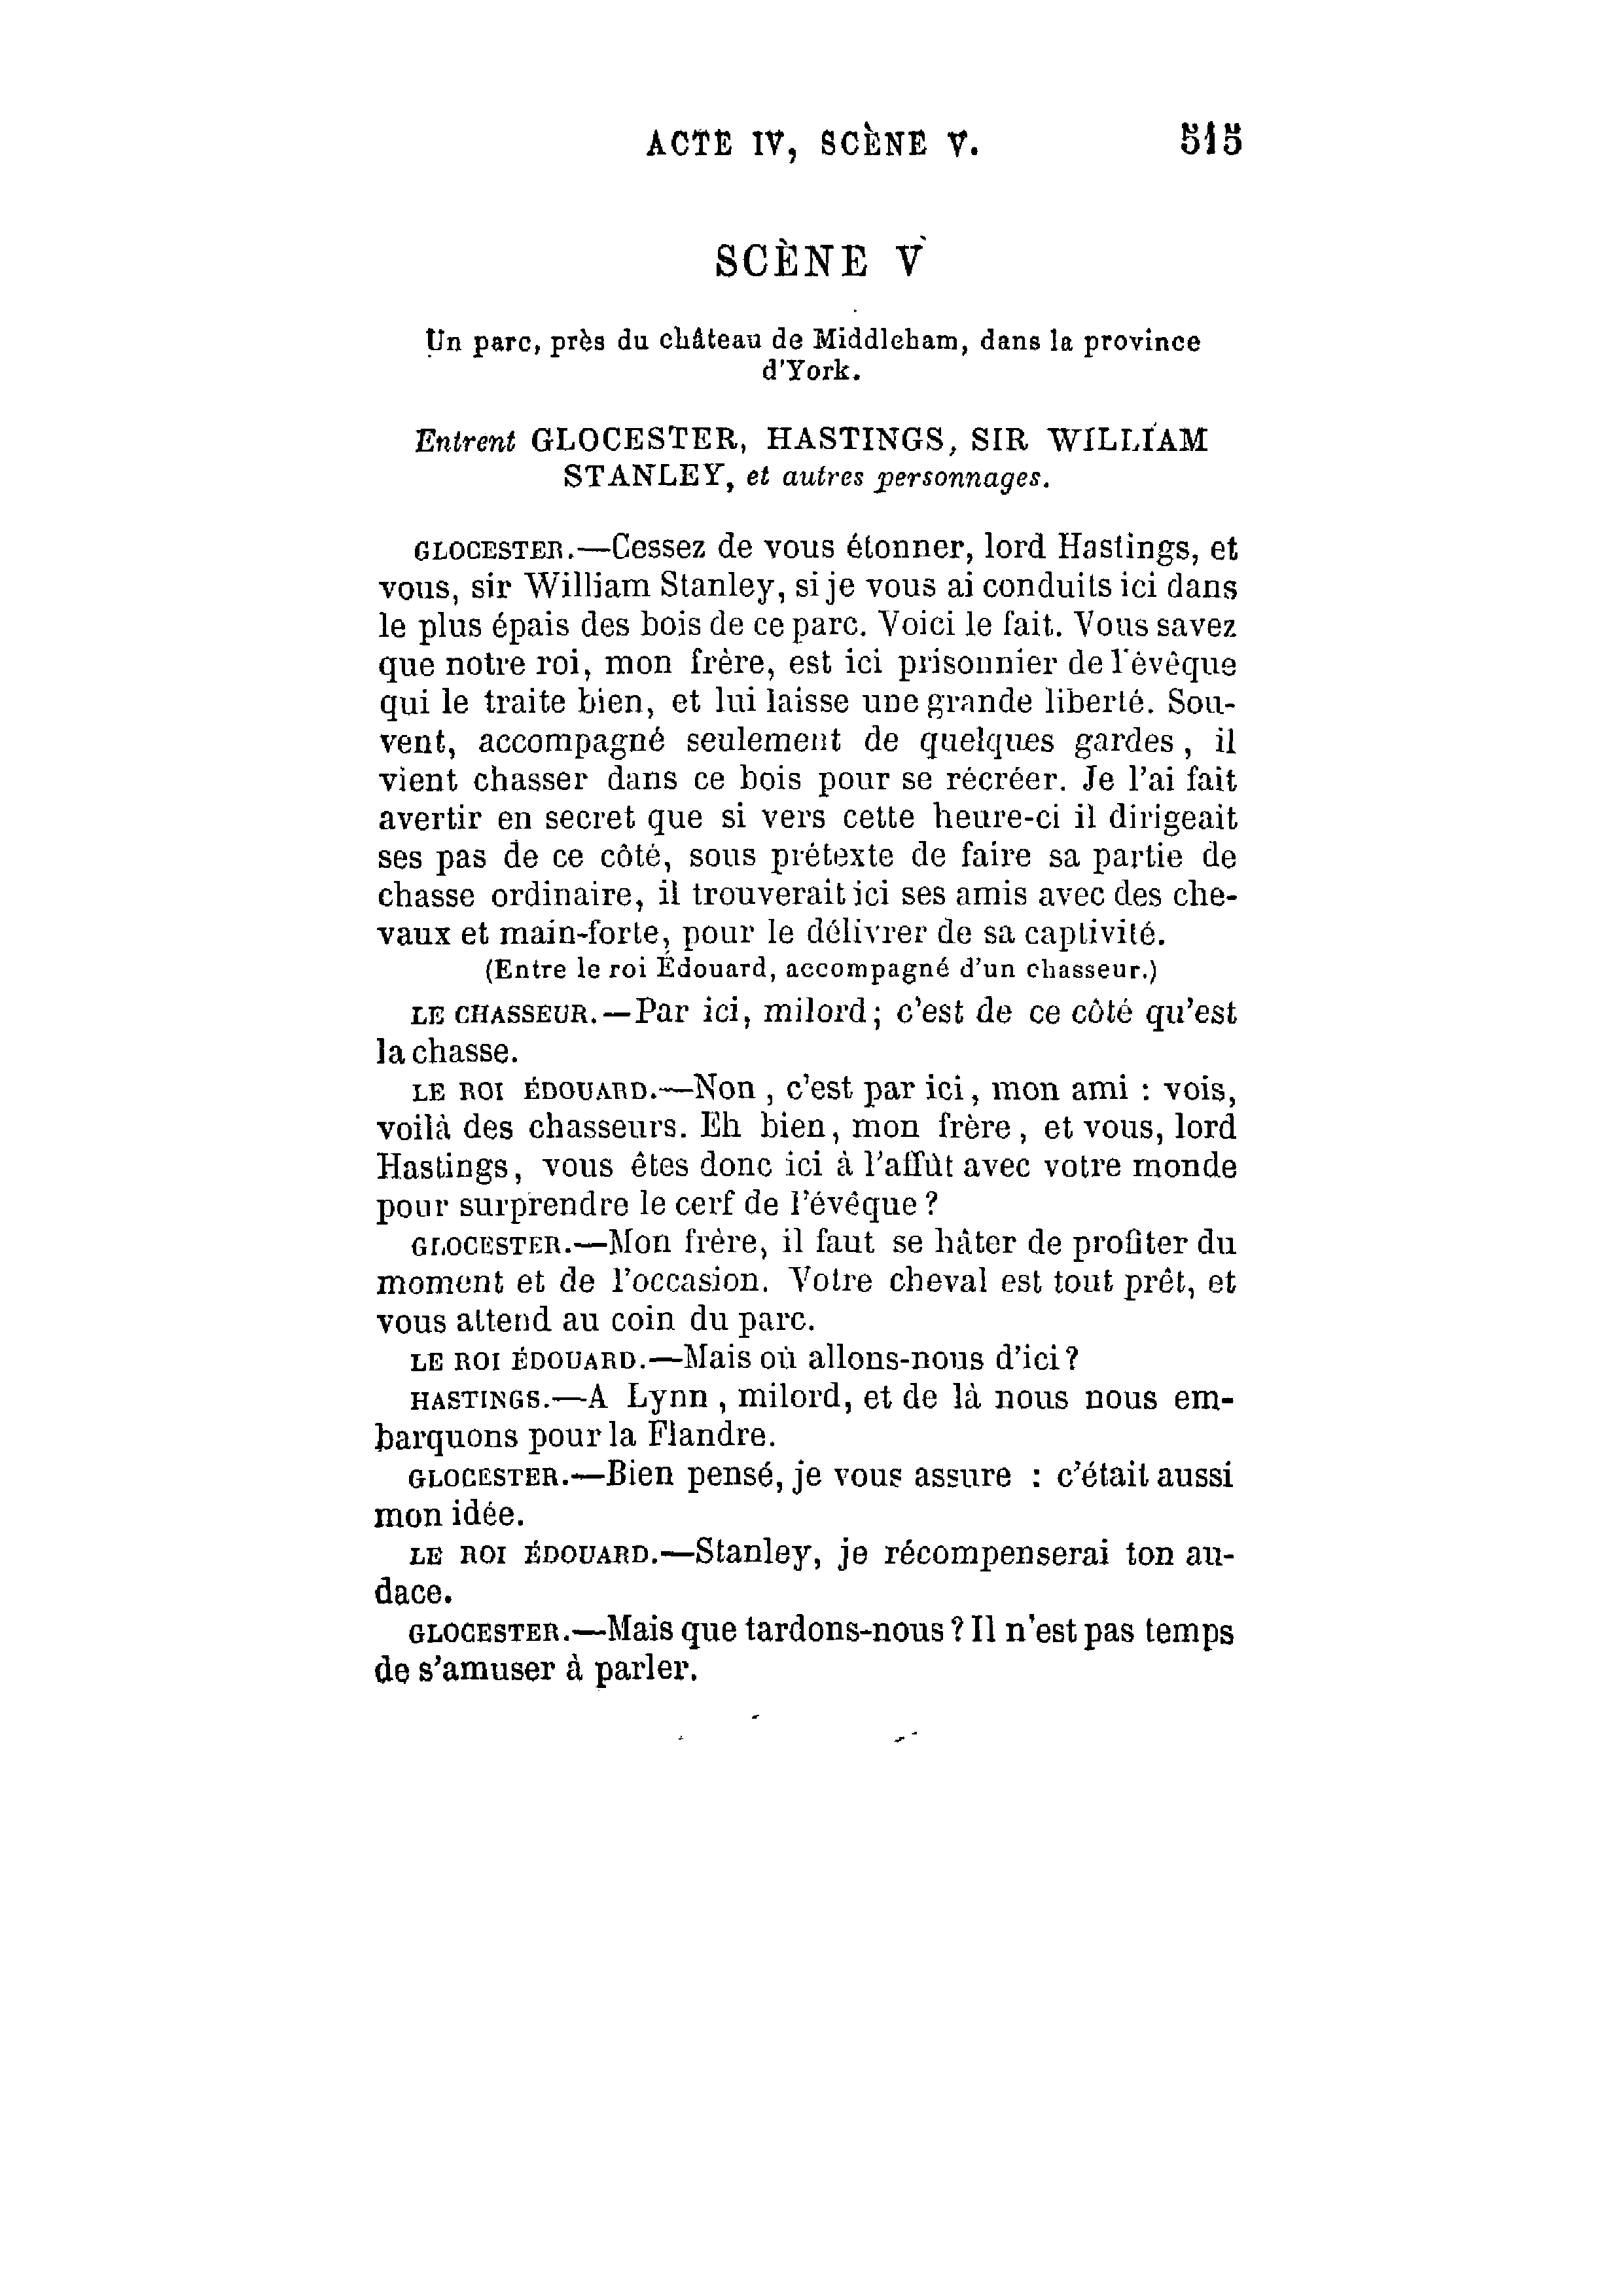 ACTE IV, SCÈNE V. 515
SCÈNE V
Un parc, près du château de Middleham, dans la province
d'York.
Entrent GLOCESTER, HASTINGS, SIR WILLIAM
STANLEY, et autres personnages.
GLOCESTER.—Cessez de vous étonner, lord Hastings, et
vous, sir William Stanley, si je vous ai conduits ici dans
le plus épais des bois de ce parc. Voici le fait. Vous savez
que notre roi, mon frère, est ici prisonnier de l'évêque
qui le traite bien, et lui laisse une grande liberté. Sou-
vent, accompagné seulement de quelques gardes, il
vient chasser dans ce bois pour se récréer. Je l'ai fait
avertir en secret que si vers cette heure-ci il dirigeait
ses pas de ce côté, sous prétexte de faire sa partie de
chasse ordinaire, il trouverait ici ses amis avec des che-
vaux et main-forte, pour le délivrer de sa captivité.
(Entre le roi Édouard, accompagné d'un chasseur.)
LE CHASSEUR.—Par ici, milord; c'est de ce côté qu'est
la chasse.
LE ROI ÉDOUARD.—Non, c'est par ici, mon ami : vois,
voilà des chasseurs. Eh bien, mon frère, et vous, lord
Hastings, vous êtes donc ici à l'affût avec votre monde
pour surprendre le cerf de l'évêque ?
GLOCESTER.—Mon frère, il faut se hâter de profiter du
moment et de l'occasion. Votre cheval est tout prêt, et
vous attend au coin du parc.
LE ROI ÉDOUARD.—Mais où allons-nous d'ici ?
HASTINGS.—A Lynn, milord, et de là nous nous em-
barquons pour la Flandre.
GLOCESTER.—Bien pensé, je vous assure : c'était aussi
mon idée.
LE ROI ÉDOUARD.—Stanley, je récompenserai ton au-
dace.
GLOCESTER.—Mais que tardons-nous ? Il n'est pas temps
de s'amuser à parler.